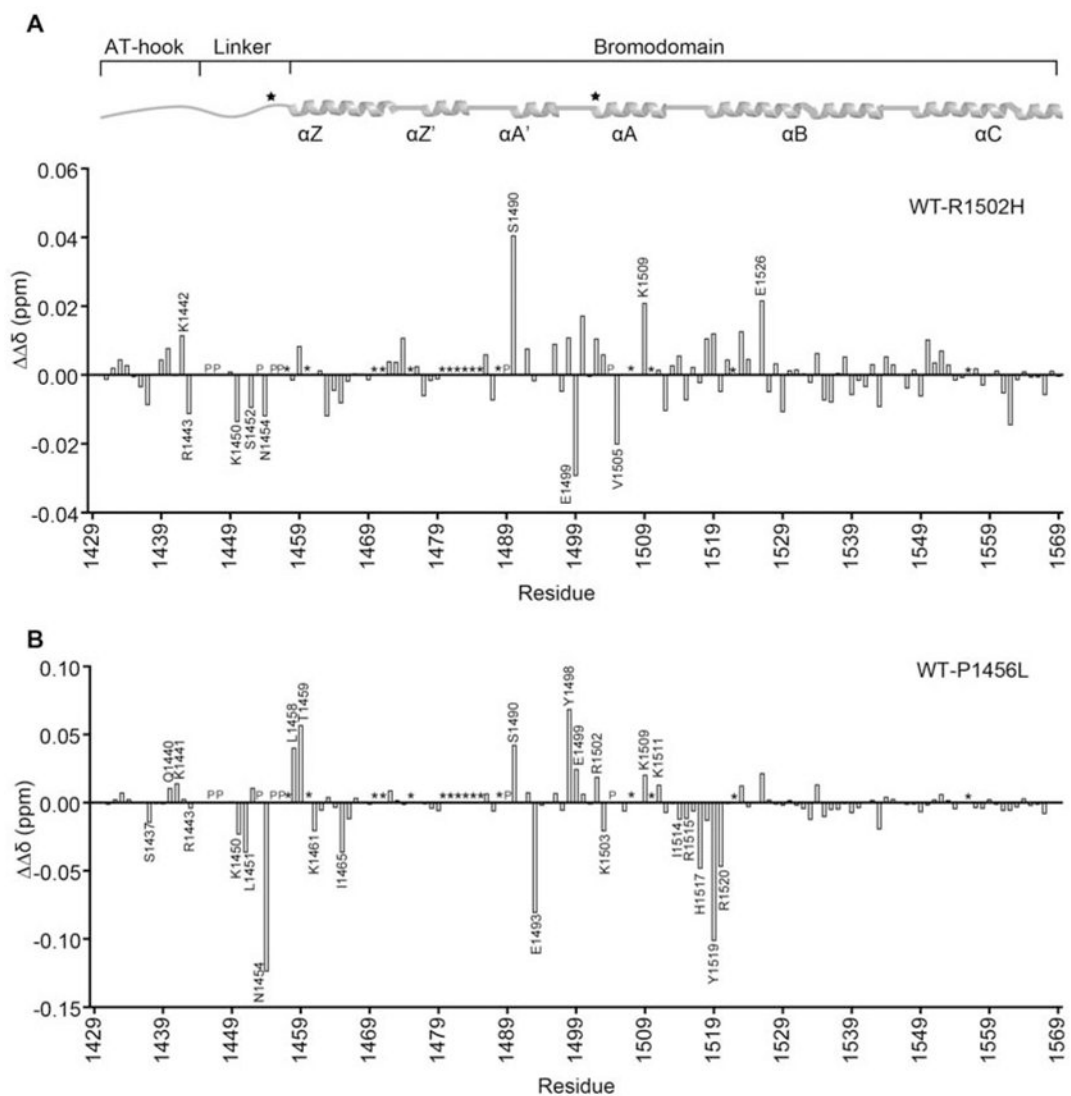 A
AT-hook Linker Bromodomain
★ ★
αZ αZ' αA' αA αB αC
WT-R1502H
ΔΔδ (ppm)
0.06
0.04
0.02
0.00
-0.02
-0.04
K1442
R1443
PP
K1450
S1452
P
N1454
PP
*
*
**
*
******
*
P
S1490
E1499
P
V1505
*
K1509
*
*
E1526
*
1429 1439 1449 1459 1469 1479 1489 1499 1509 1519 1529 1539 1549 1559 1569
Residue
B
WT-P1456L
ΔΔδ (ppm)
0.10
0.05
0.00
-0.05
-0.10
-0.15
S1437
Q1440
K1441
R1443
PP
K1450
L1451
P
N1454
PP
*
L1458
T1459
*
K1461
I1465
**
*
******
*
P
S1490
E1493
Y1498
E1499
R1502
K1503
P
*
K1509
*
K1511
I1514
R1515
H1517
Y1519
R1520
*
*
1429 1439 1449 1459 1469 1479 1489 1499 1509 1519 1529 1539 1549 1559 1569
Residue